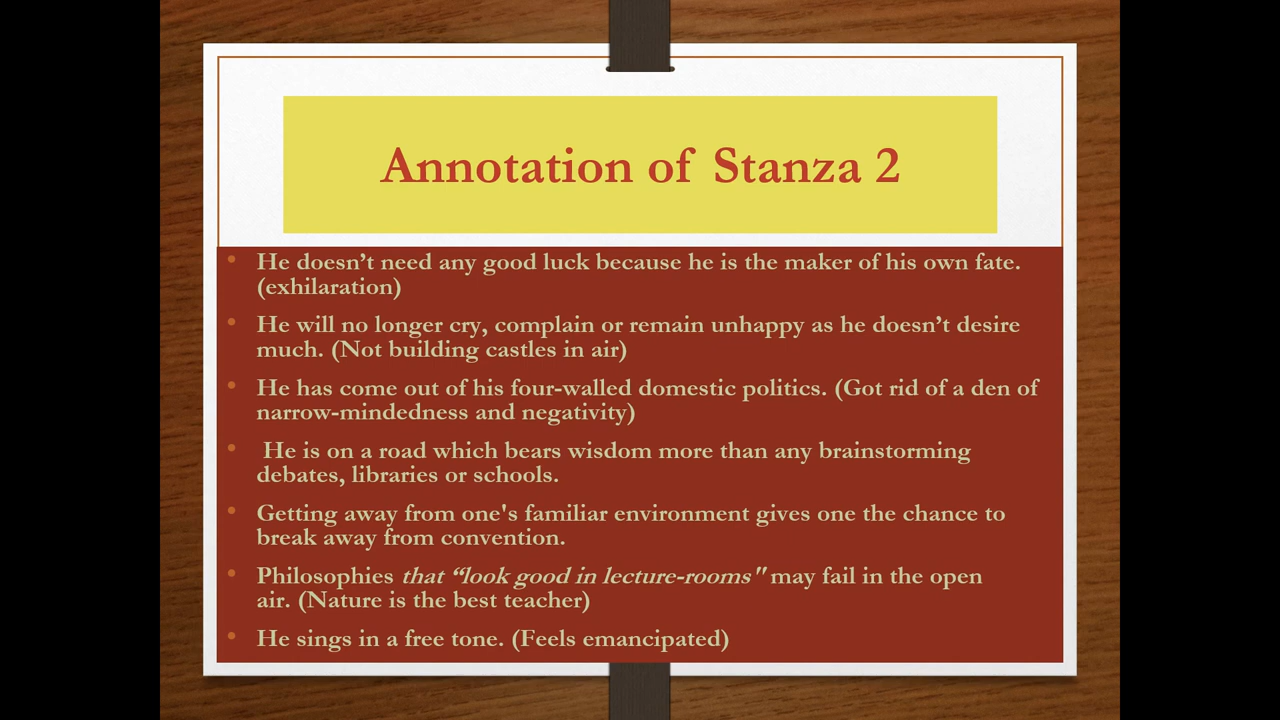 Annotation of Stanza 2
• He doesn’t need any good luck because he is the maker of his own fate.
(exhilaration)
• He will no longer cry, complain or remain unhappy as he doesn’t desire
much. (Not building castles in air)
• He has come out of his four-walled domestic politics. (Got rid of a den of
narrow-mindedness and negativity)
• He is on a road which bears wisdom more than any brainstorming
debates, libraries or schools.
• Getting away from one's familiar environment gives one the chance to
break away from convention.
• Philosophies that “look good in lecture-rooms" may fail in the open
air. (Nature is the best teacher)
• He sings in a free tone. (Feels emancipated)